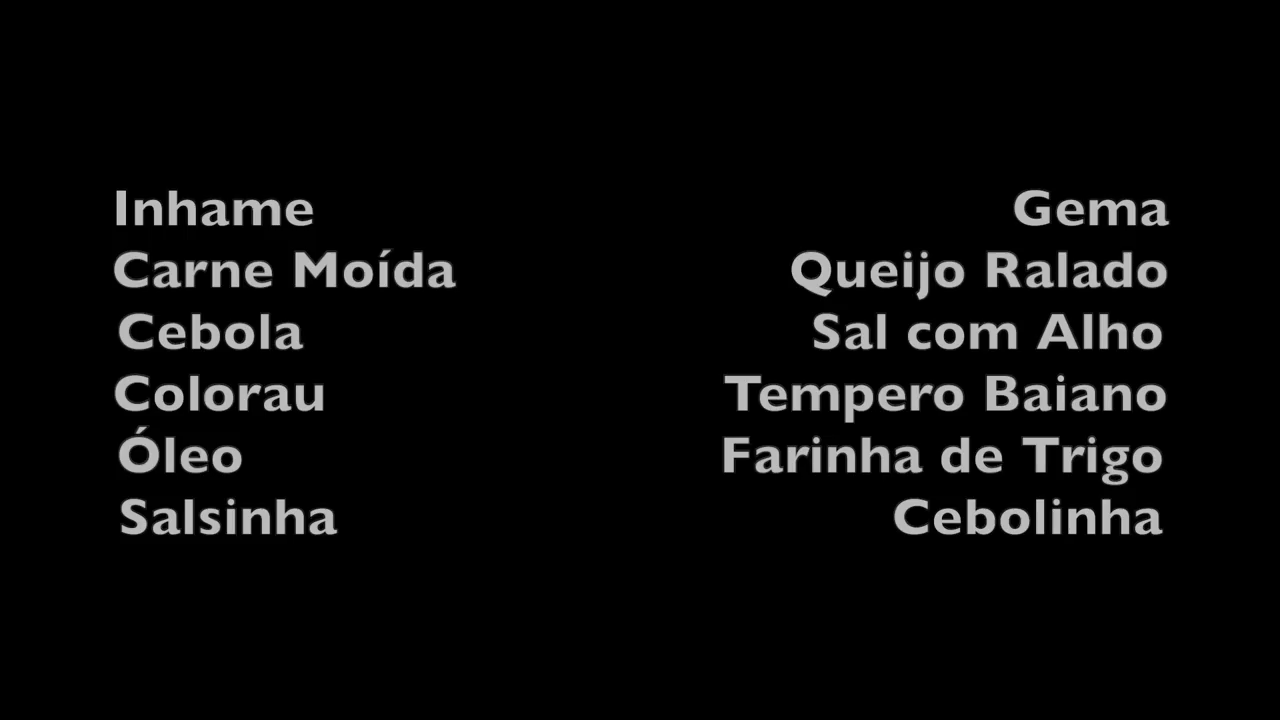 Inhame
Carne Moída
Cebola
Colorau
Óleo
Salsinha
Gema
Queijo Ralado
Sal com Alho
Tempero Baiano
Farinha de Trigo
Cebolinha